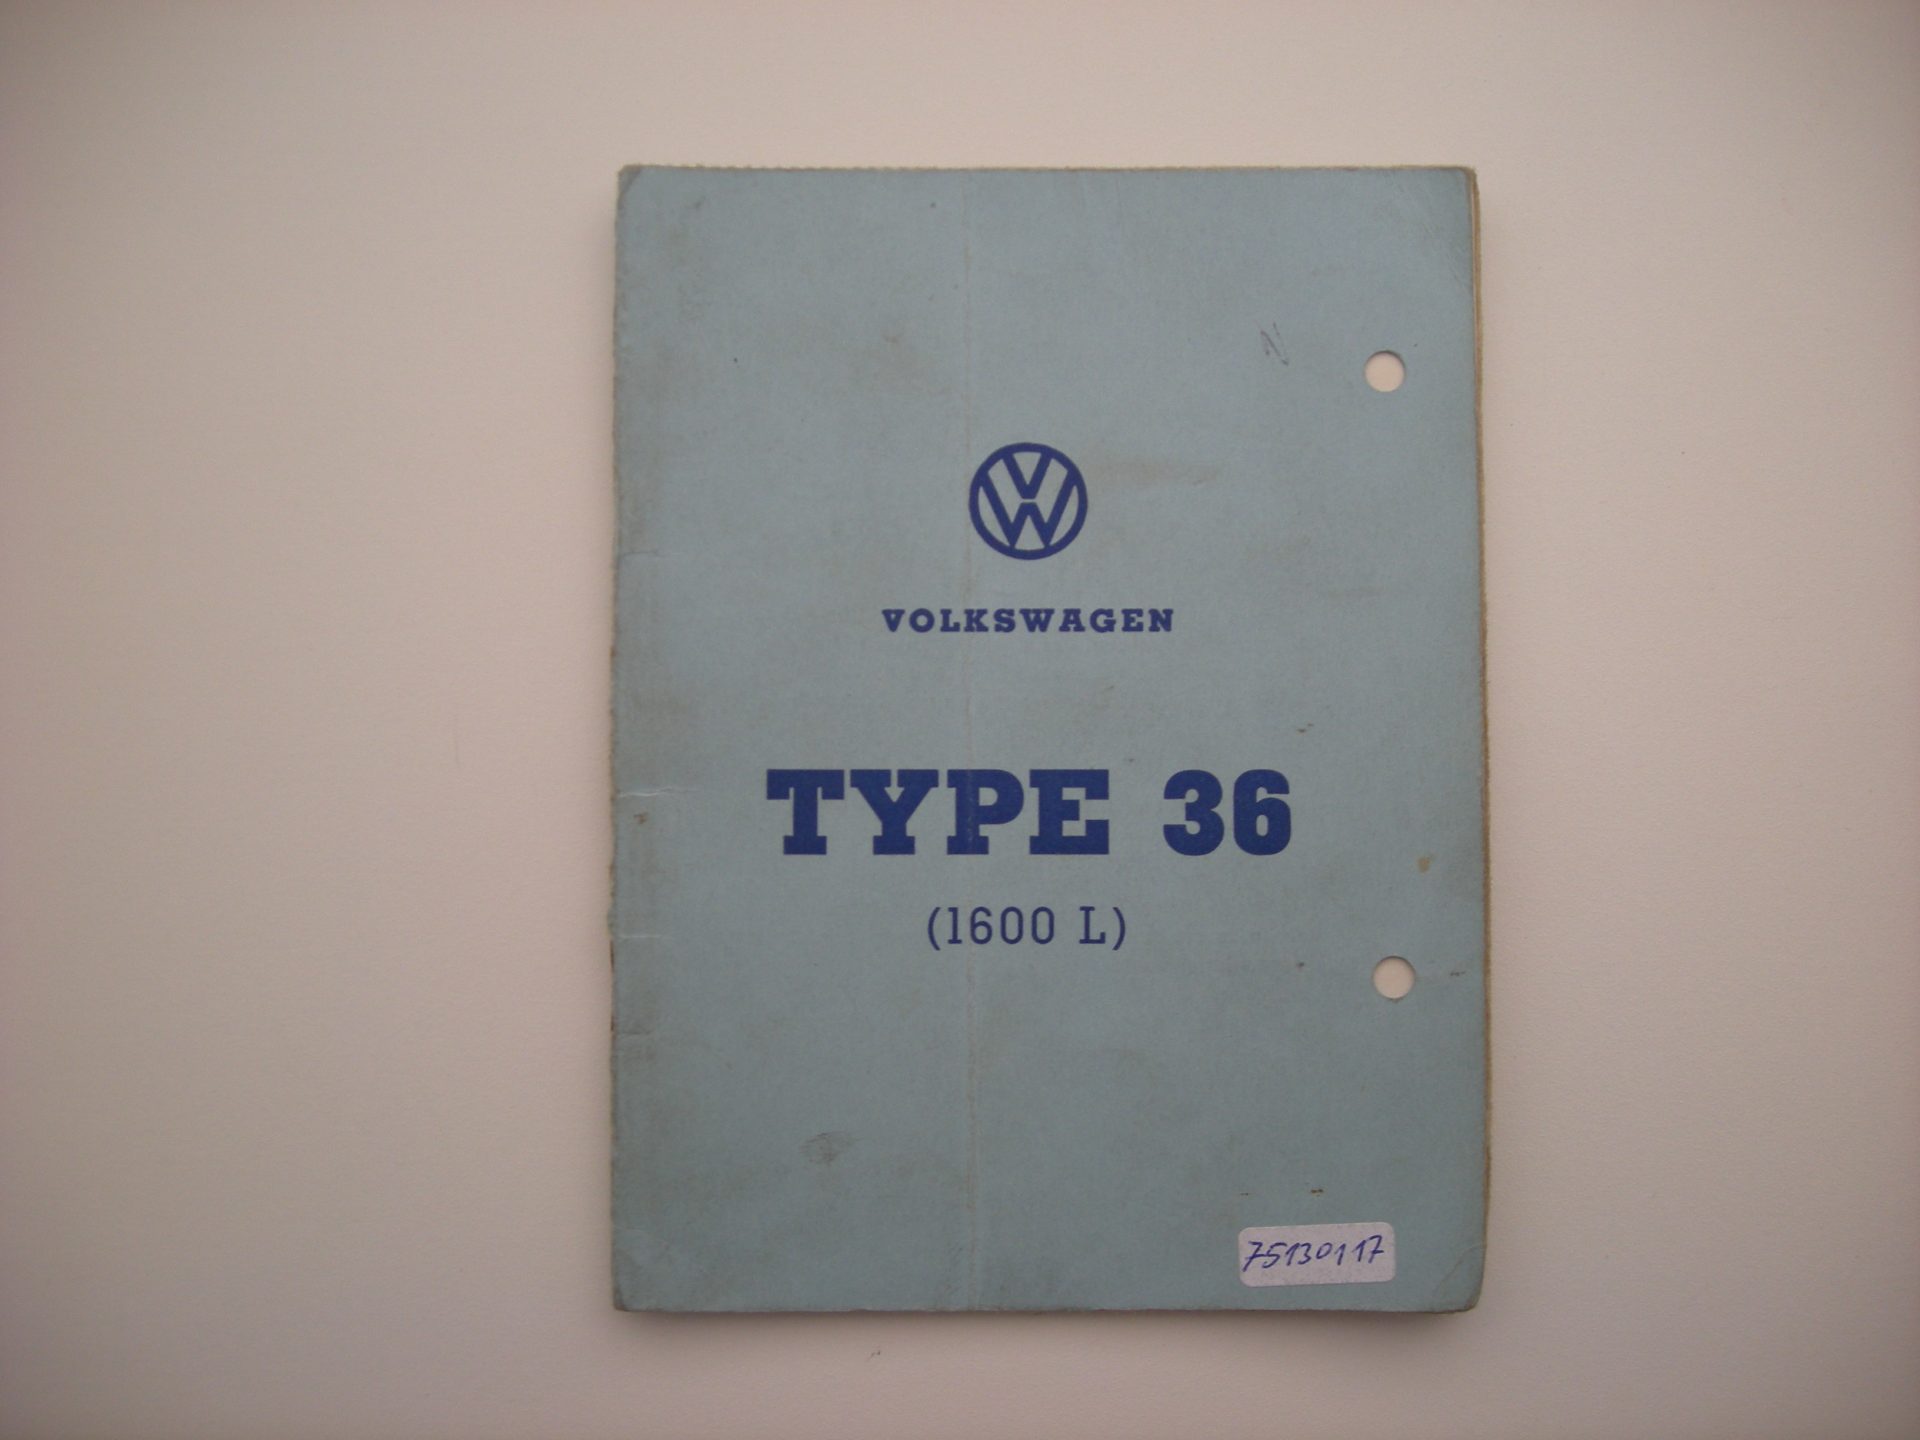 VW
VOLKSWAGEN
TYPE 36
(1600 L)
75130117